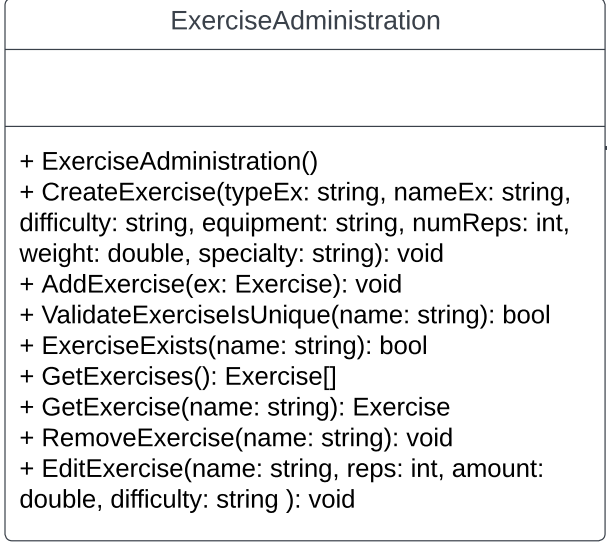 ExerciseAdministration
+ ExerciseAdministration()
+ CreateExercise(typeEx: string, nameEx: string,
difficulty: string, equipment: string, numReps: int,
weight: double, specialty: string): void
+ AddExercise(ex: Exercise): void
+ ValidateExerciseIsUnique(name: string): bool
+ ExerciseExists(name: string): bool
+ GetExercises(): Exercise[]
+ GetExercise(name: string): Exercise
+ RemoveExercise(name: string): void
+ EditExercise(name: string, reps: int, amount:
double, difficulty: string ): void